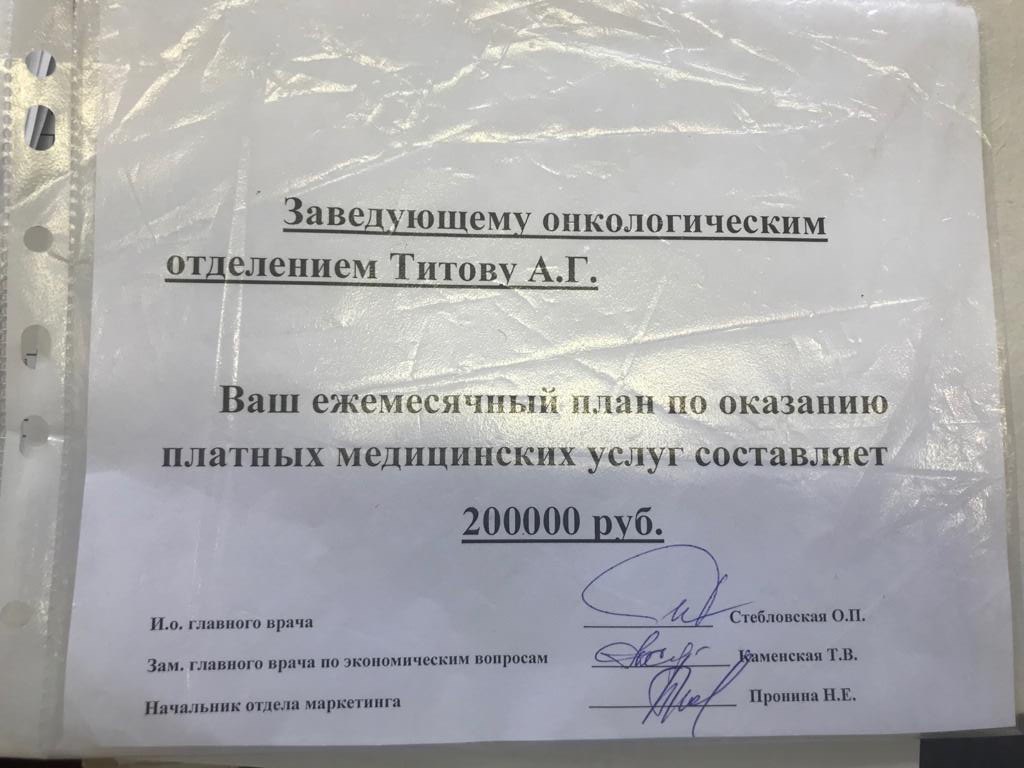 Заведующему онкологическим
отделением Титову А.Г.
Ваш ежемесячный план по оказанию
платных медицинских услуг составляет
200000 руб.
И.о. главного врача Стебловская О.П.
Зам. главного врача по экономическим вопросам Каменская Т.В.
Начальник отдела маркетинга Пронина Н.Е.